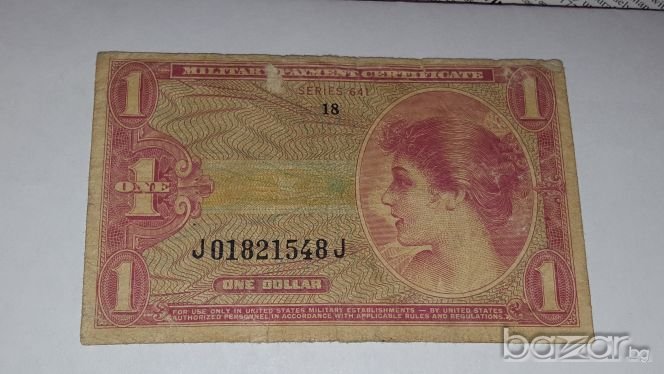 1 MILITARY PAYMENT CERTIFICATE 1
SERIES 641
18
1
ONE
J01821548J
1 ONE DOLLAR 1
FOR USE ONLY IN UNITED STATES MILITARY ESTABLISHMENTS — BY UNITED STATES
AUTHORIZED PERSONNEL IN ACCORDANCE WITH APPLICABLE RULES AND REGULATIONS.
bazar.bg